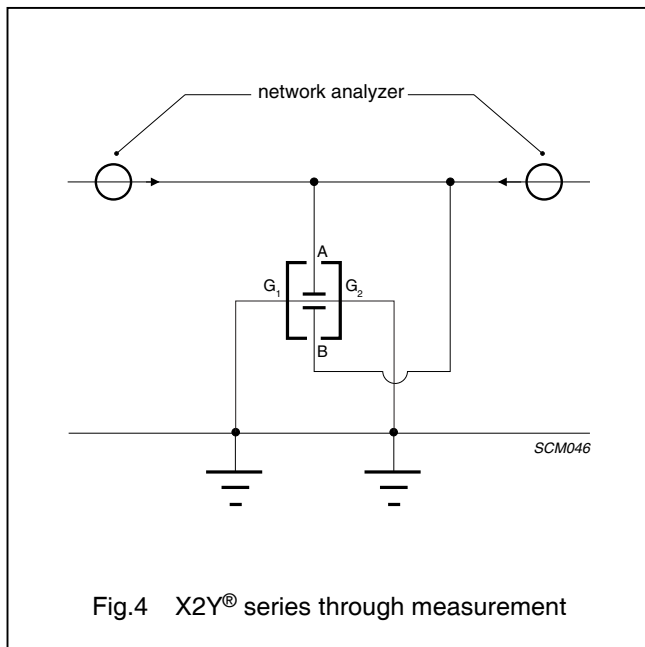 network analyzer
A
G₁ G₂
B
SCM046
Fig.4 X2Y® series through measurement